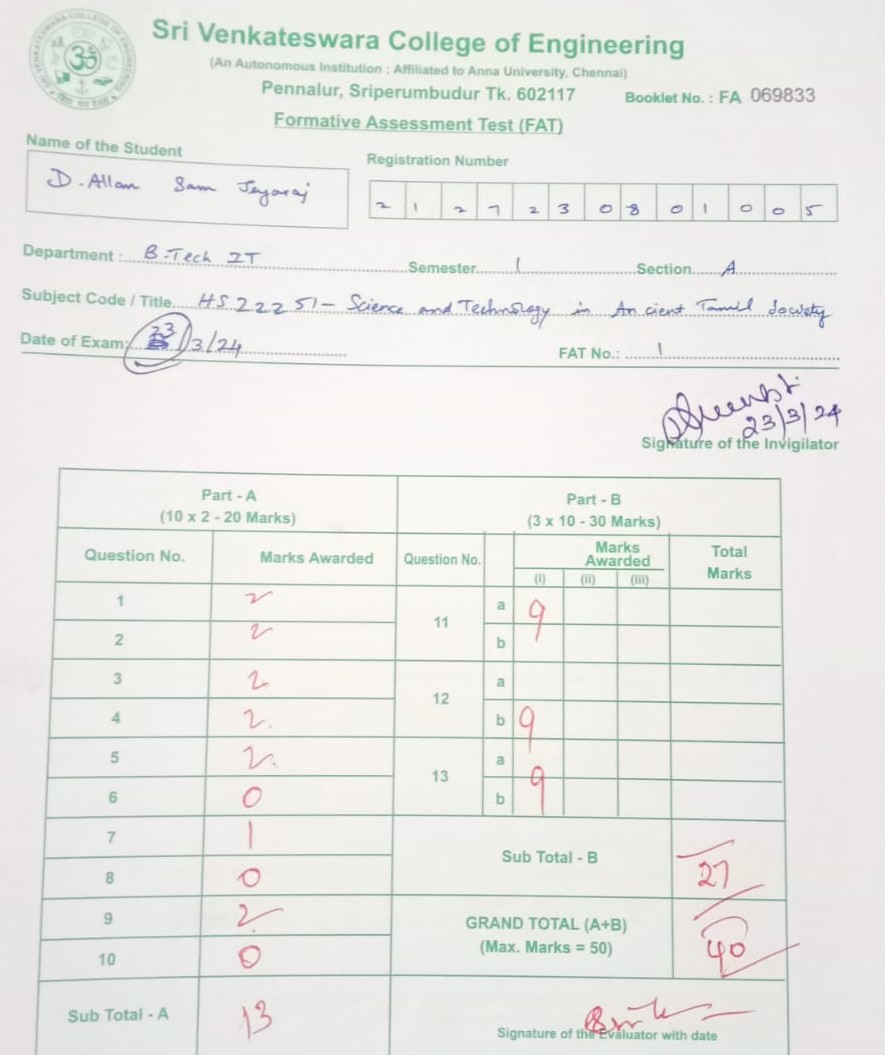 Sri Venkateswara College of Engineering
(An Autonomous Institution ; Affiliated to Anna University, Chennai)
Pennalur, Sriperumbudur Tk. 602117
Booklet No. : FA 069833
Formative Assessment Test (FAT)
Name of the Student
Registration Number
D. Allan Sam Jeyaraj
2 1 2 7 2 3 0 8 0 1 0 0 5
Department : B.Tech IT Semester 1 Section A
Subject Code / Title HS 22251 - Science and Technology in Ancient Tamil Society
Date of Exam: 23/3/24
FAT No.: 1
23/3/24
Signature of the Invigilator
Part - A Part - B
(10 x 2 - 20 Marks) (3 x 10 - 30 Marks)
Question No. Marks Awarded Question No. Marks Awarded Total Marks
(i) (ii) (iii)
1 2 11 a 9
2 2 b
3 2 12 a
4 2. b 9
5 2. 13 a 9
6 0 b
7 1 Sub Total - B 27
8 0
9 2. GRAND TOTAL (A+B) 40
10 0 (Max. Marks = 50)
Sub Total - A 13
Signature of the Evaluator with date